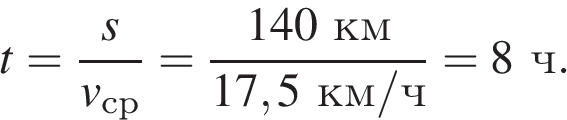 t = s / v_ср = 140 км / 17,5 км/ч = 8 ч.